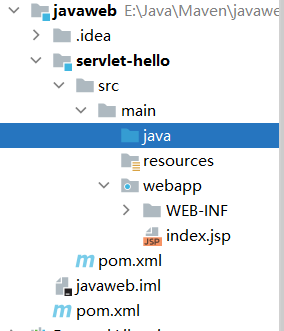 javaweb E:\Java\Maven\javawe
.idea
servlet-hello
src
main
java
resources
webapp
WEB-INF
JSP index.jsp
pom.xml
javaweb.iml
pom.xml